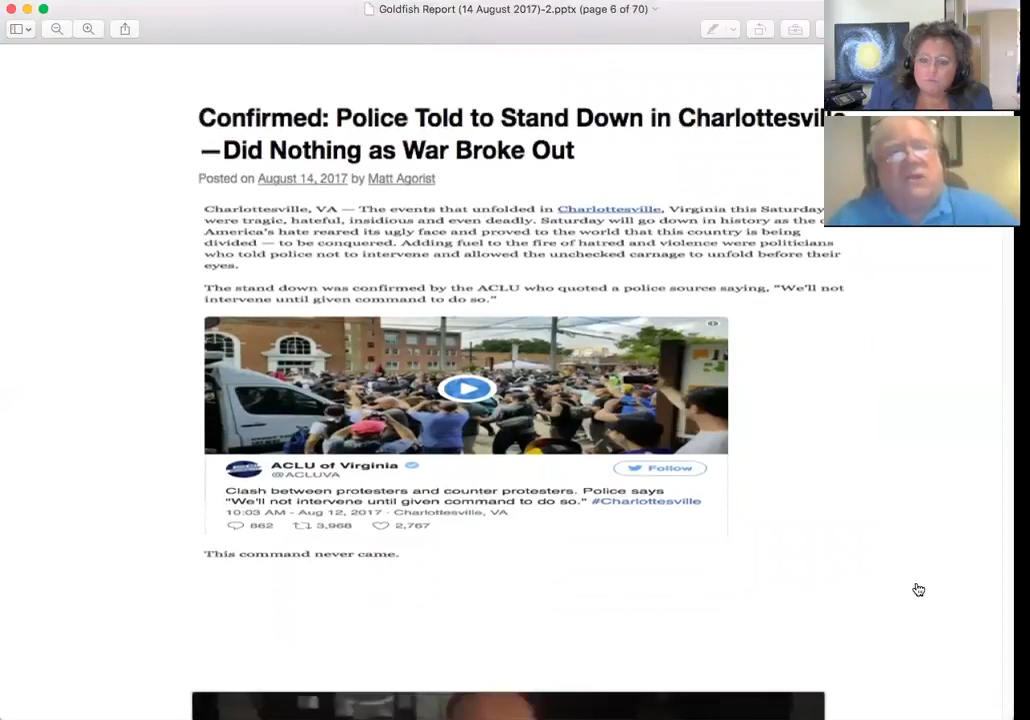 Goldfish Report (14 August 2017)-2.pptx (page 6 of 70)
Confirmed: Police Told to Stand Down in Charlottesvill
—Did Nothing as War Broke Out
Posted on August 14, 2017 by Matt Agorist
Charlottesville, VA — The events that unfolded in Charlottesville, Virginia this Saturday
were tragic, hateful, insidious and even deadly. Saturday will go down in history as the
America's hate reared its ugly face and proved to the world that this country is being
divided — to be conquered. Adding fuel to the fire of hatred and violence were politicians
who told police not to intervene and allowed the unchecked carnage to unfold before their
eyes.
The stand down was confirmed by the ACLU who quoted a police source saying, "We'll not
intervene until given command to do so."
ACLU of Virginia
@ACLUVA
Follow
Clash between protesters and counter protesters. Police says
"We'll not intervene until given command to do so." #Charlottesville
10:03 AM - Aug 12, 2017 · Charlottesville, VA
862 3,968 2,767
This command never came.